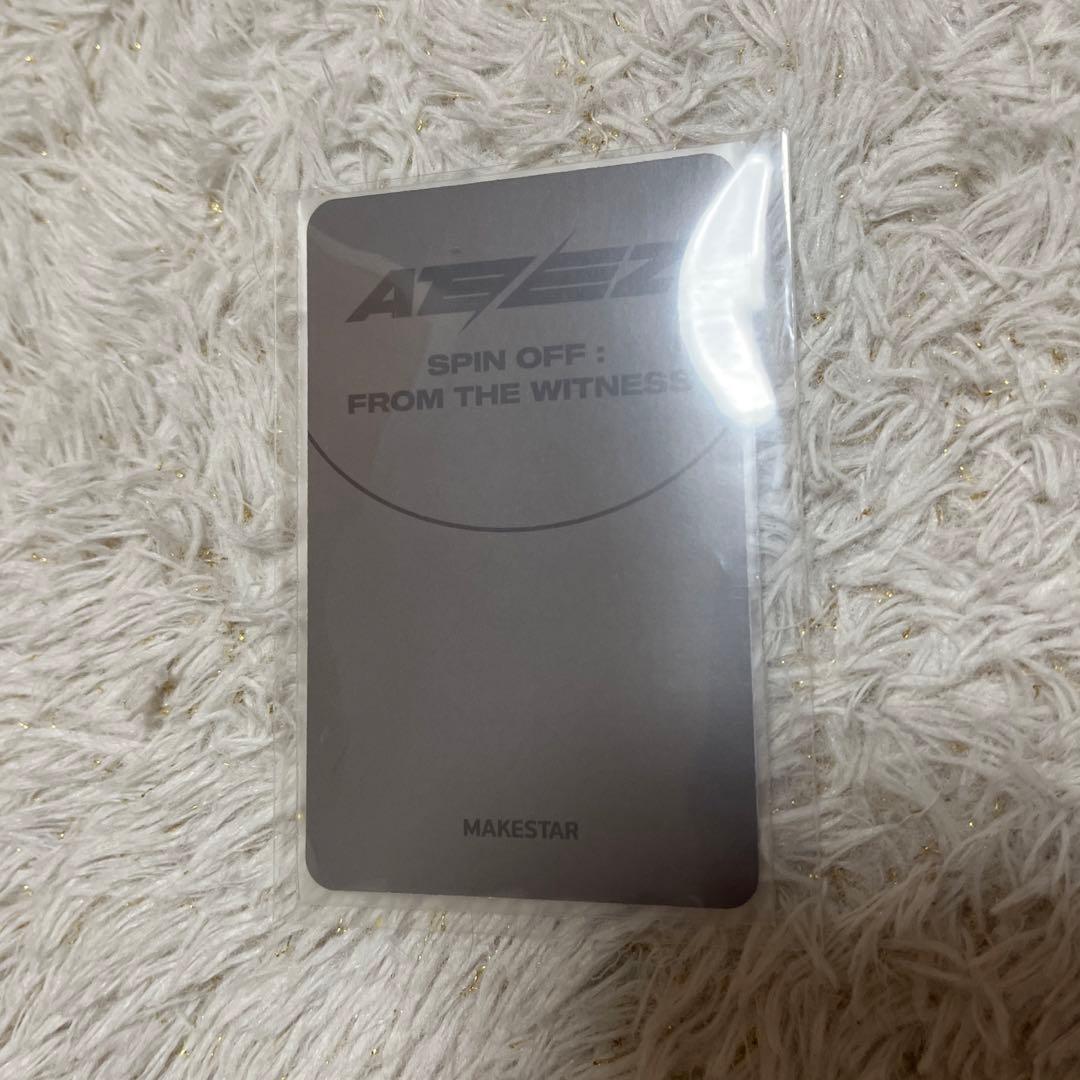 ATEEZ
SPIN OFF :
FROM THE WITNESS
MAKESTAR